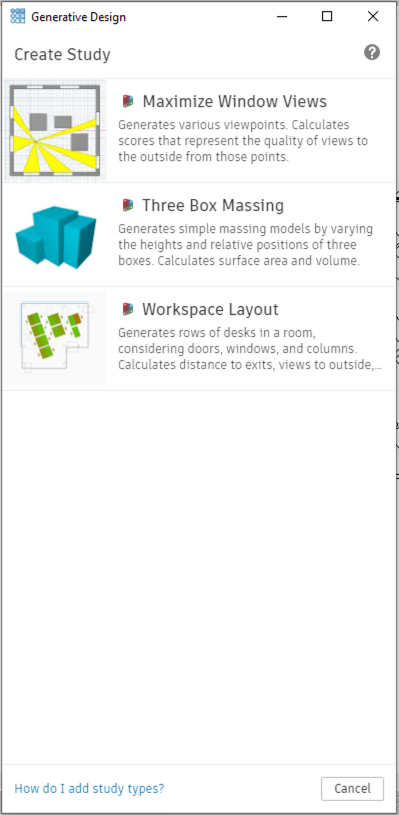 Generative Design
Create Study
Maximize Window Views
Generates various viewpoints. Calculates
scores that represent the quality of views to
the outside from those points.
Three Box Massing
Generates simple massing models by varying
the heights and relative positions of three
boxes. Calculates surface area and volume.
Workspace Layout
Generates rows of desks in a room,
considering doors, windows, and columns.
Calculates distance to exits, views to outside,...
How do I add study types?
Cancel